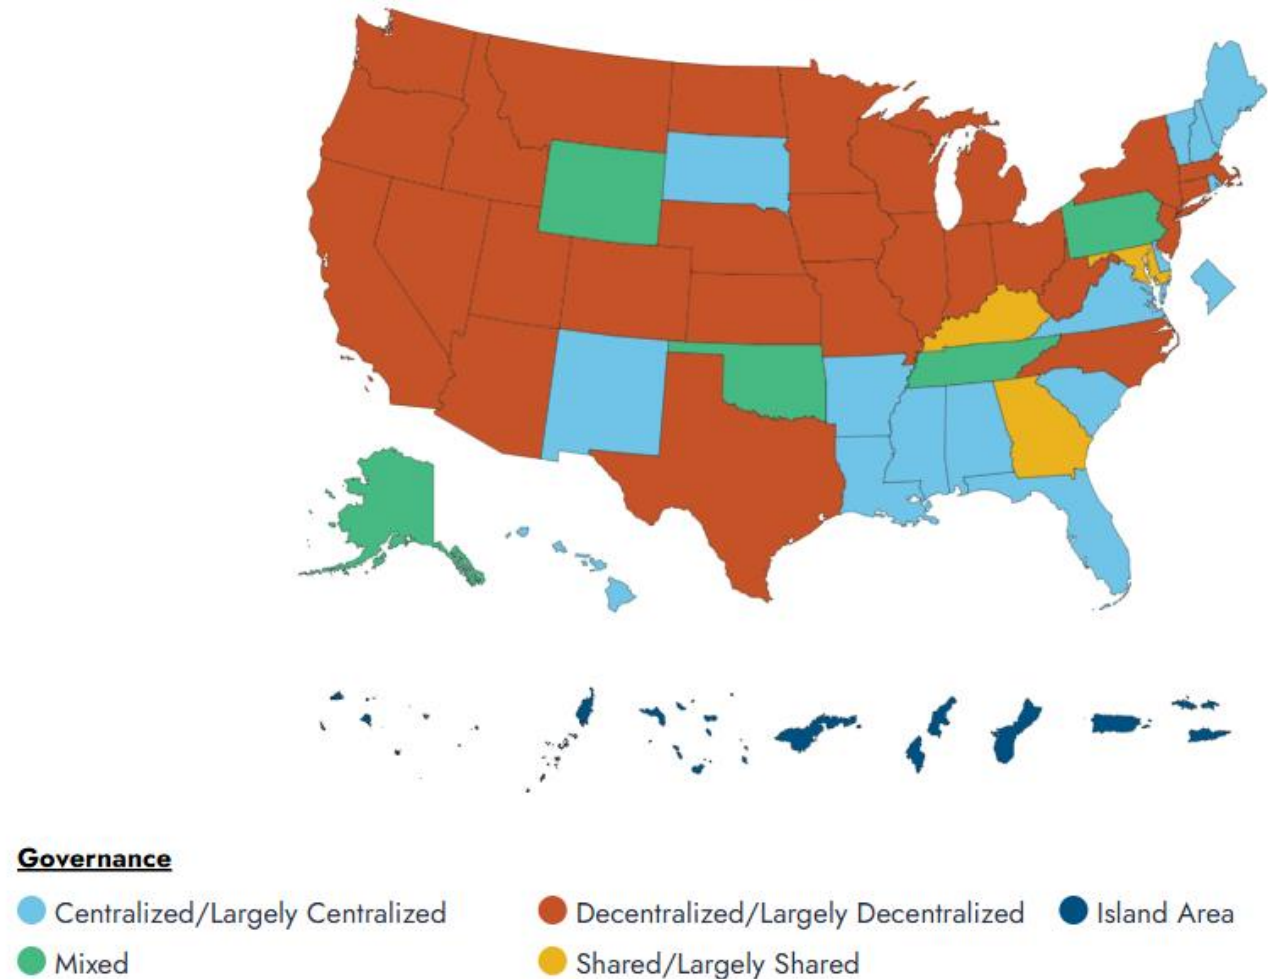 Governance
Centralized/Largely Centralized
Decentralized/Largely Decentralized
Island Area
Mixed
Shared/Largely Shared